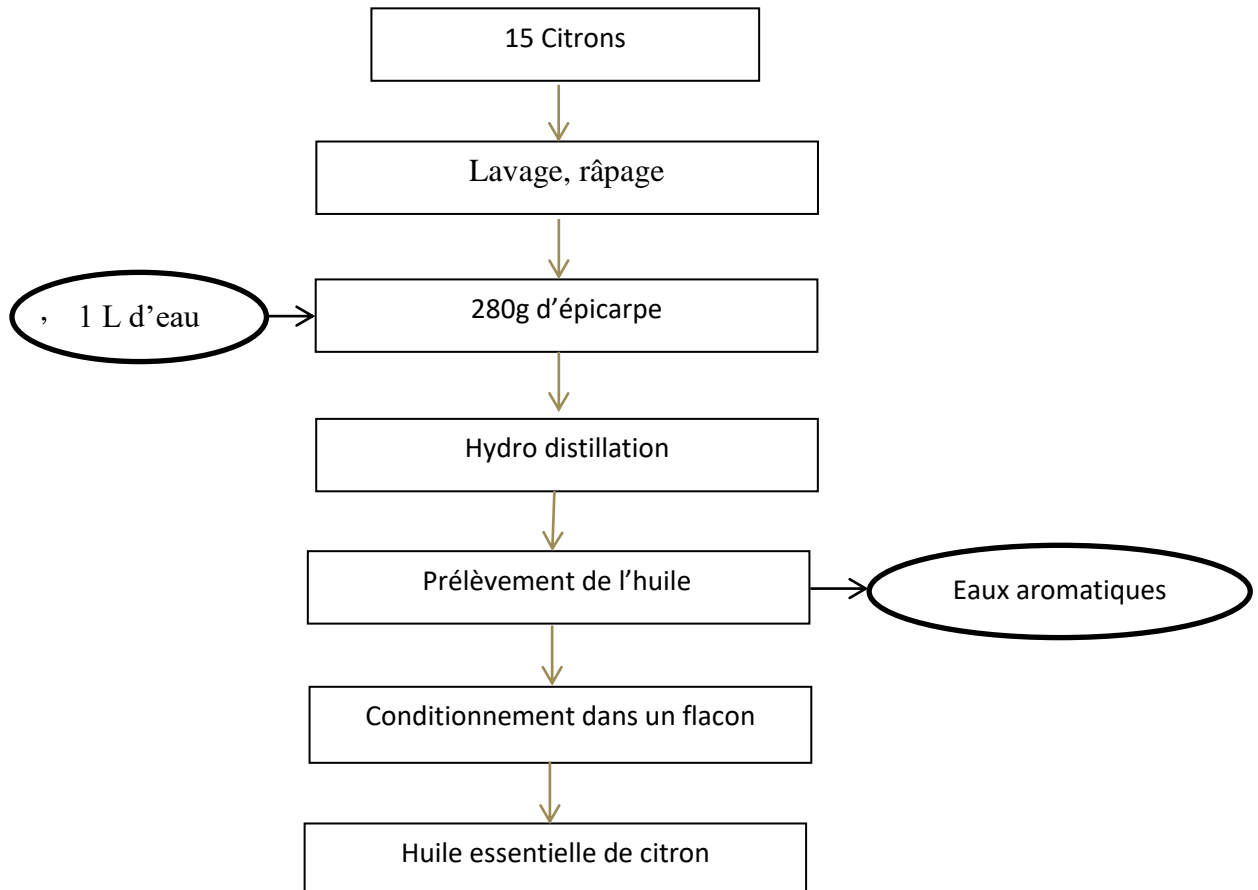 15 Citrons
Lavage, râpage
, 1 L d’eau
280g d’épicarpe
Hydro distillation
Prélèvement de l’huile
Eaux aromatiques
Conditionnement dans un flacon
Huile essentielle de citron